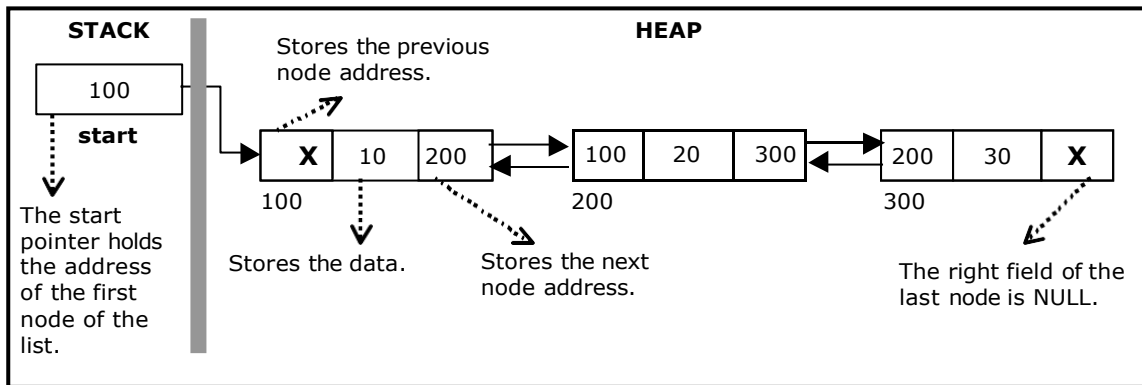 STACK
HEAP
Stores the previous
node address.
100
start
X 10 200
100 20 300
200 30 X
100
200
300
The start
pointer holds
the address
of the first
node of the
list.
Stores the data.
Stores the next
node address.
The right field of the
last node is NULL.